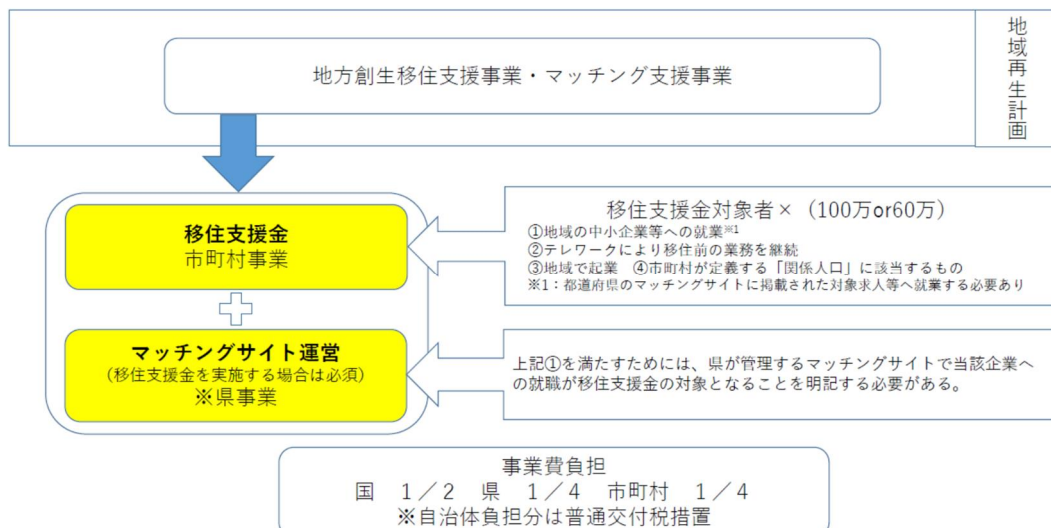 地方創生移住支援事業・マッチング支援事業
地域再生計画
移住支援金
市町村事業
マッチングサイト運営
(移住支援金を実施する場合は必須)
※県事業
移住支援金対象者×（100万or60万）
①地域の中小企業等への就業※1
②テレワークにより移住前の業務を継続
③地域で起業　④市町村が定義する「関係人口」に該当するもの
※1：都道府県のマッチングサイトに掲載された対象求人等へ就業する必要あり
上記①を満たすためには、県が管理するマッチングサイトで当該企業へ
の就職が移住支援金の対象となることを明記する必要がある。
事業費負担
国　1／2　県　1／4　市町村　1／4
※自治体負担分は普通交付税措置